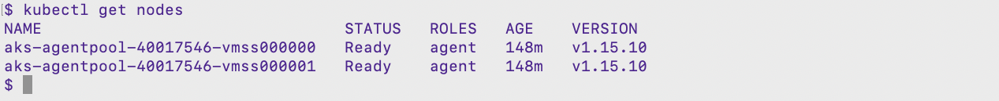 $ kubectl get nodes
NAME                                STATUS   ROLES   AGE    VERSION
aks-agentpool-40017546-vmss000000   Ready    agent   148m   v1.15.10
aks-agentpool-40017546-vmss000001   Ready    agent   148m   v1.15.10
$